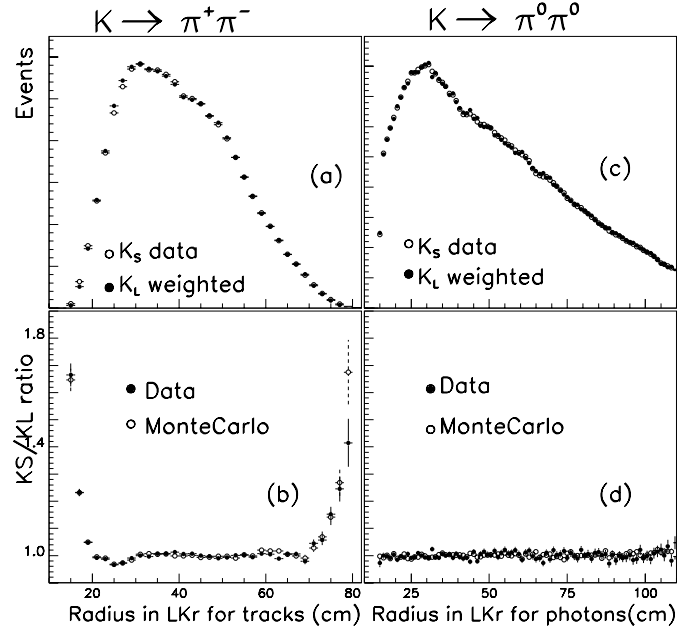 K → π⁺π⁻
K → π⁰π⁰
Events
(a)
K_S data
K_L weighted
(c)
K_S data
K_L weighted
KS/KL ratio
1.8
1.4
1.0
Data
MonteCarlo
(b)
Data
MonteCarlo
(d)
20 40 60 80
25 50 75 100
Radius in LKr for tracks (cm)
Radius in LKr for photons(cm)